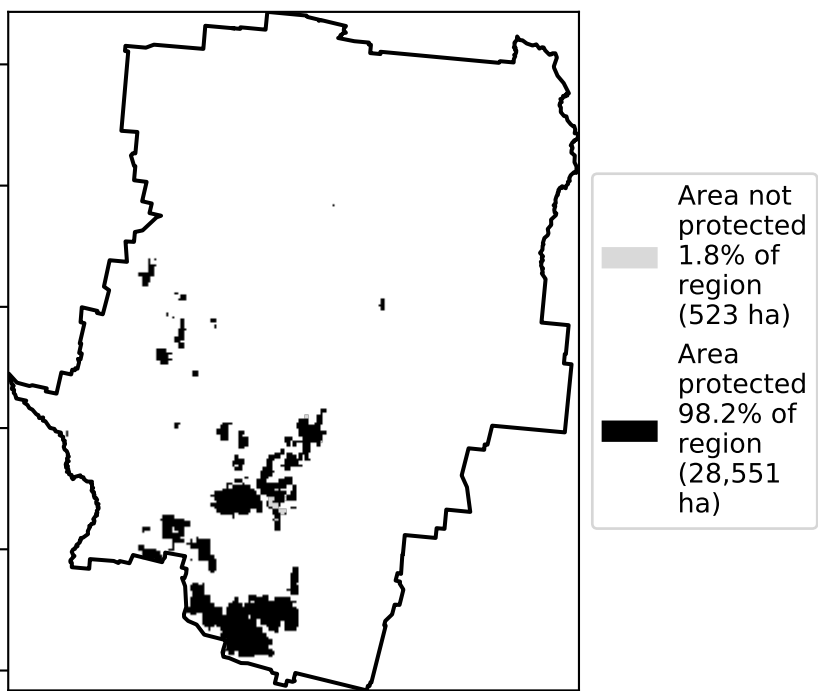 Area not
protected
1.8% of
region
(523 ha)
Area
protected
98.2% of
region
(28,551
ha)